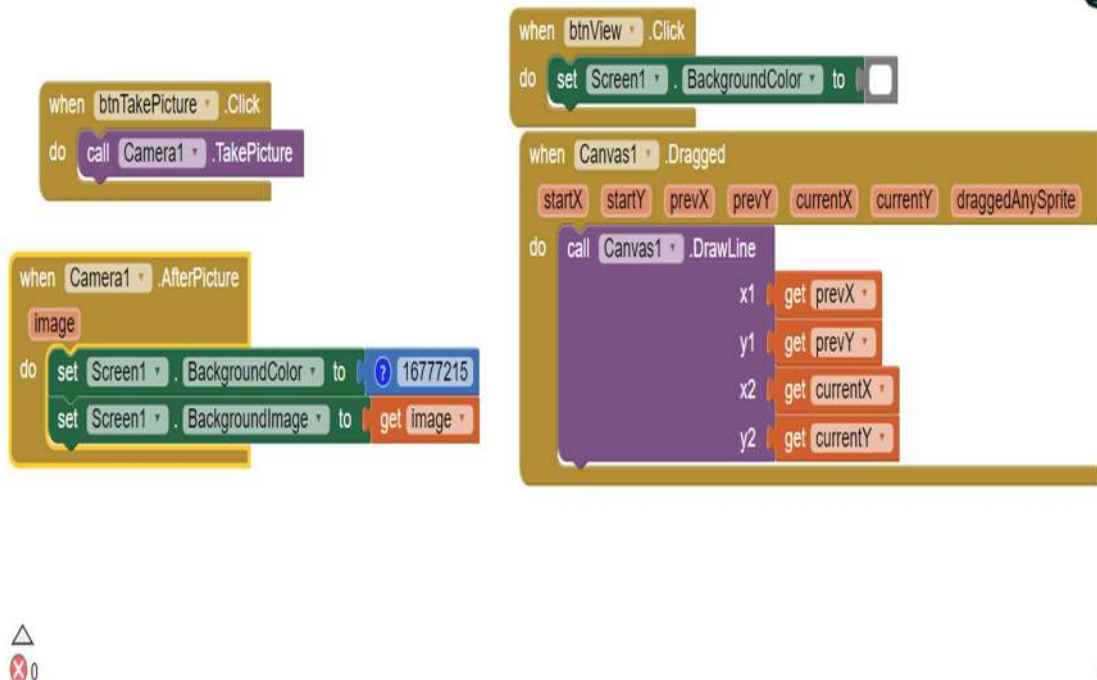 when btnTakePicture .Click
do call Camera1 .TakePicture
when Camera1 .AfterPicture
image
do set Screen1 . BackgroundColor to 16777215
set Screen1 . BackgroundImage to get image
when btnView .Click
do set Screen1 . BackgroundColor to
when Canvas1 .Dragged
startX startY prevX prevY currentX currentY draggedAnySprite
do call Canvas1 .DrawLine
x1 get prevX
y1 get prevY
x2 get currentX
y2 get currentY
0